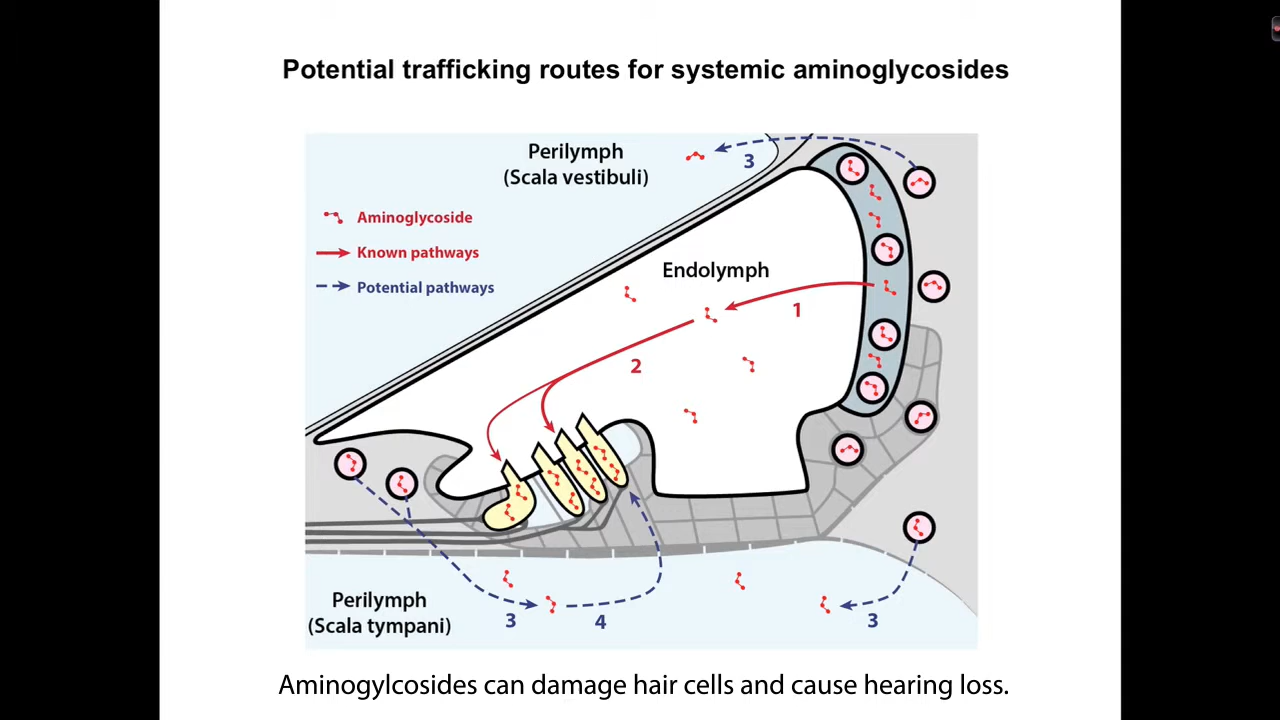 Potential trafficking routes for systemic aminoglycosides
Perilymph
(Scala vestibuli)
3
Aminoglycoside
Known pathways
Potential pathways
Endolymph
1
2
Perilymph
(Scala tympani)
3
4
3
Aminogylcosides can damage hair cells and cause hearing loss.